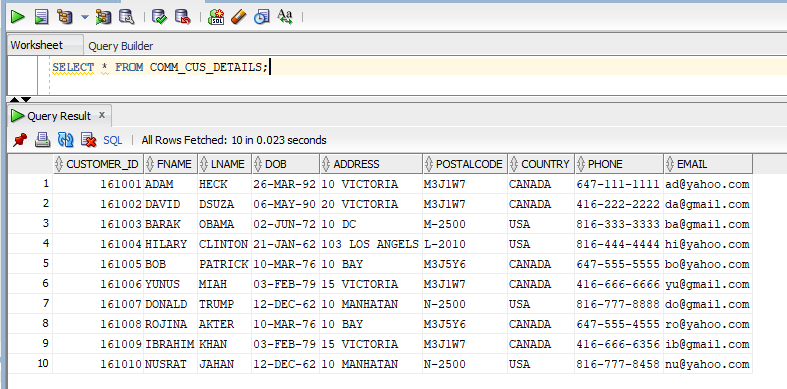 SQL
Aa
Worksheet Query Builder
SELECT * FROM COMM_CUS_DETAILS;
Query Result x
SQL | All Rows Fetched: 10 in 0.023 seconds
CUSTOMER_ID FNAME LNAME DOB ADDRESS POSTALCODE COUNTRY PHONE EMAIL
1 161001 ADAM HECK 26-MAR-92 10 VICTORIA M3J1W7 CANADA 647-111-1111 ad@yahoo.com
2 161002 DAVID DSUZA 06-MAY-90 20 VICTORIA M3J1W7 CANADA 416-222-2222 da@gmail.com
3 161003 BARAK OBAMA 02-JUN-72 10 DC M-2500 USA 816-333-3333 ba@gmail.com
4 161004 HILARY CLINTON 21-JAN-62 103 LOS ANGELS L-2010 USA 816-444-4444 hi@yahoo.com
5 161005 BOB PATRICK 10-MAR-76 10 BAY M3J5Y6 CANADA 647-555-5555 bo@yahoo.com
6 161006 YUNUS MIAH 03-FEB-79 15 VICTORIA M3J1W7 CANADA 416-666-6666 yu@gmail.com
7 161007 DONALD TRUMP 12-DEC-62 10 MANHATAN N-2500 USA 816-777-8888 do@gmail.com
8 161008 ROJINA AKTER 10-MAR-76 10 BAY M3J5Y6 CANADA 647-555-4555 ro@yahoo.com
9 161009 IBRAHIM KHAN 03-FEB-79 15 VICTORIA M3J1W7 CANADA 416-666-6356 ib@gmail.com
10 161010 NUSRAT JAHAN 12-DEC-62 10 MANHATAN N-2500 USA 816-777-8458 nu@yahoo.com